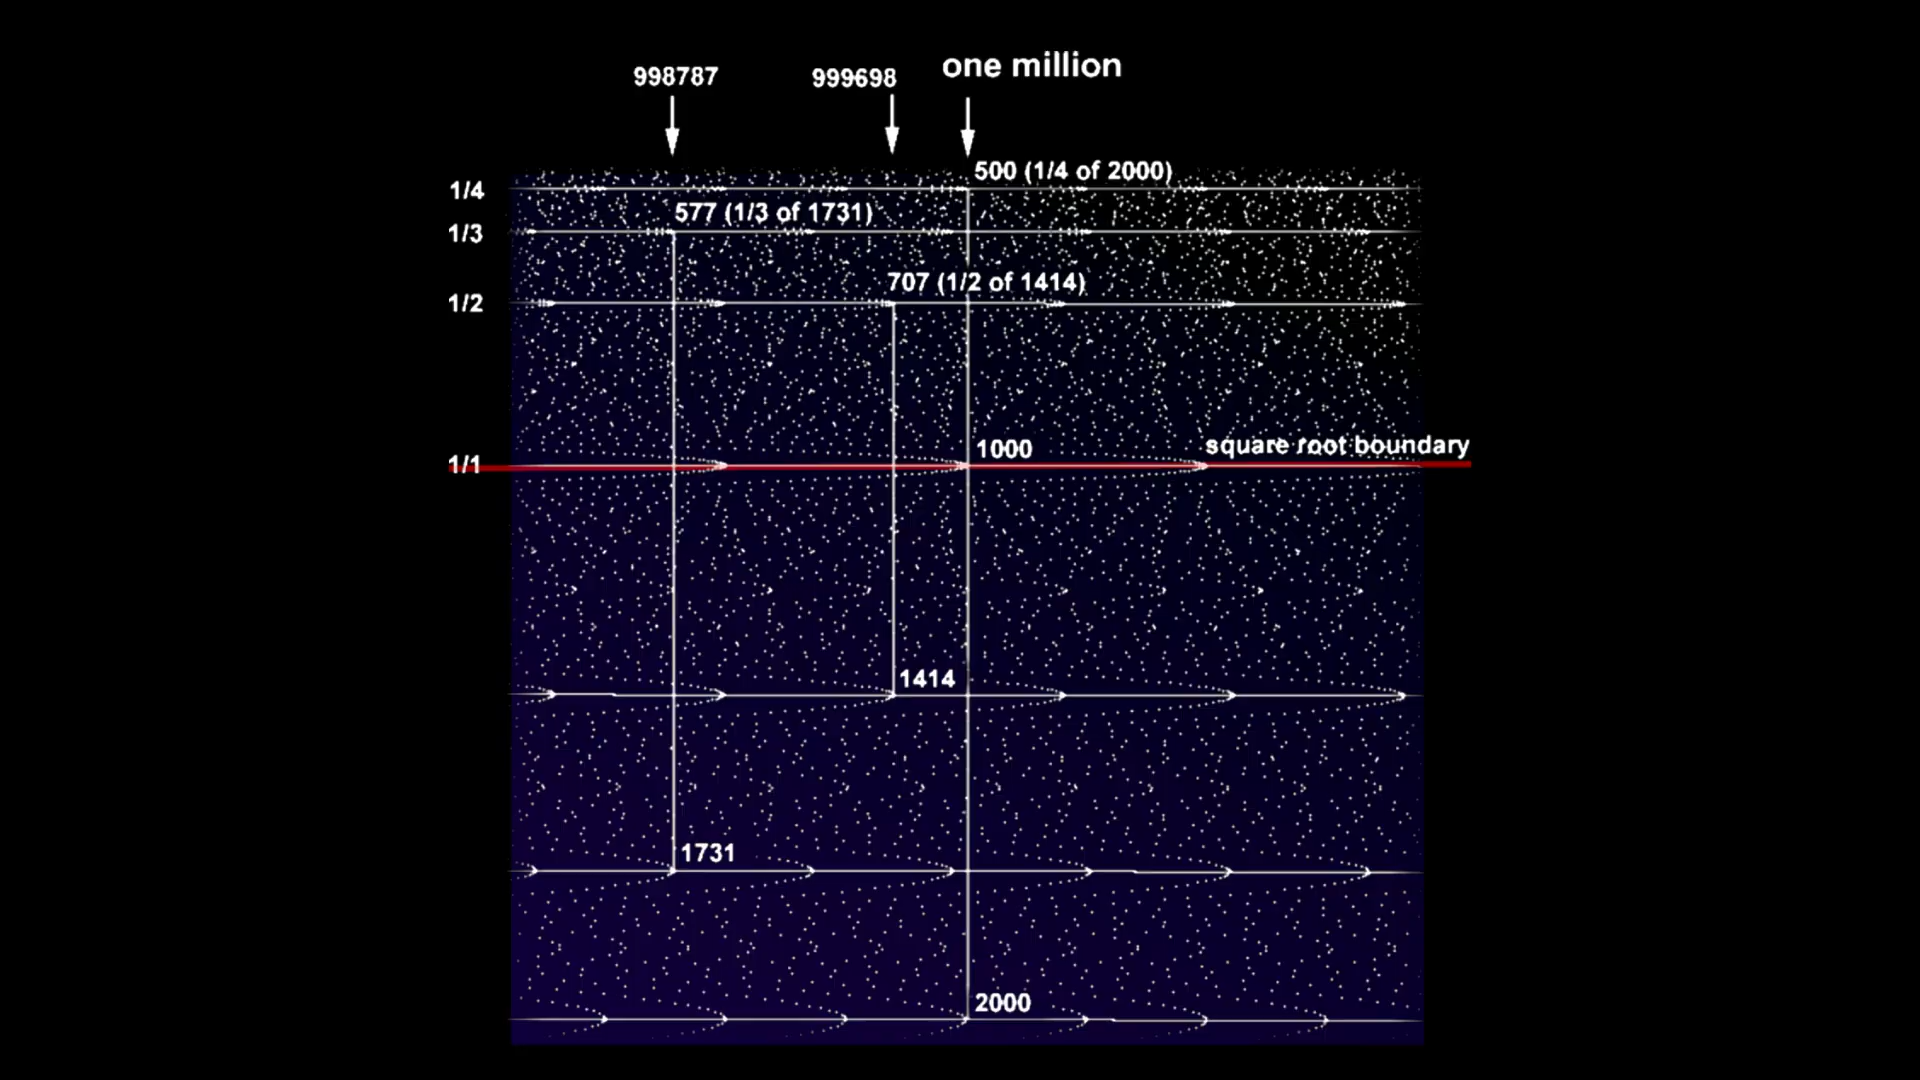 998787
999698
one million
500 (1/4 of 2000)
1/4
577 (1/3 of 1731)
1/3
707 (1/2 of 1414)
1/2
1000
square root boundary
1/1
1414
1731
2000